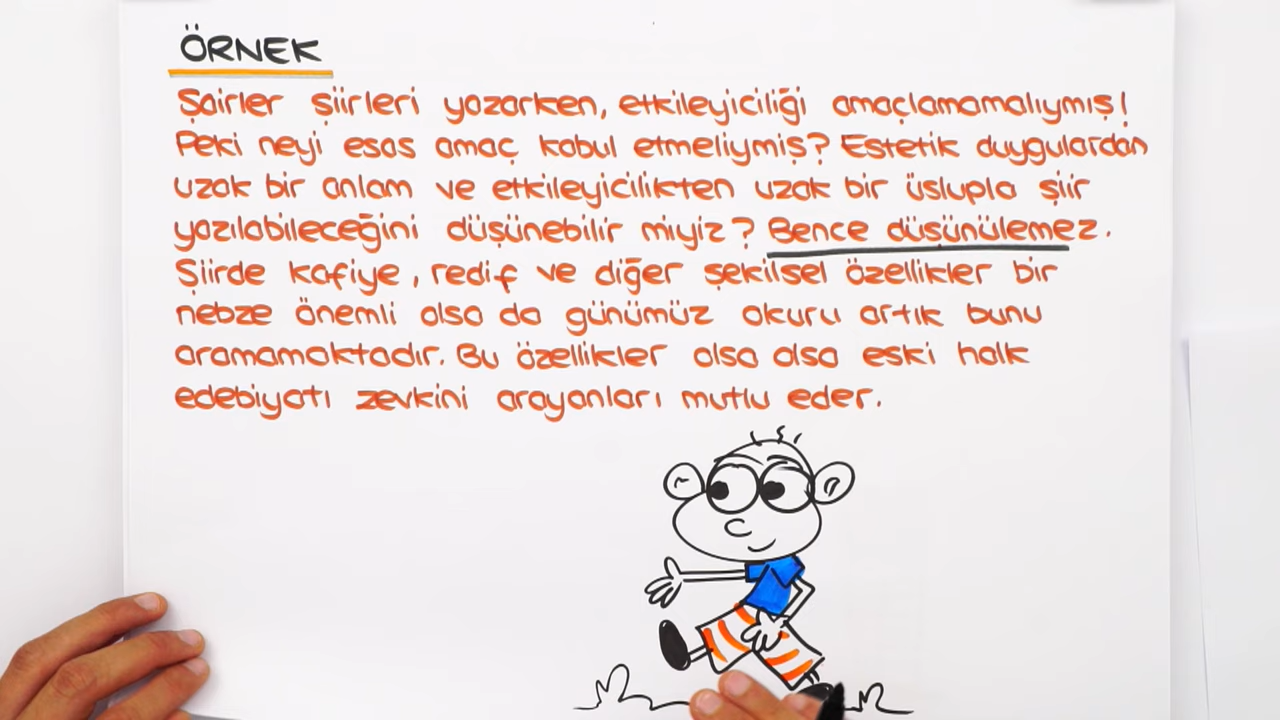 ÖRNEK
Şairler şiirleri yazarken, etkileyiciliği amaçlamamalıymış!
Peki neyi esas amaç kabul etmeliymiş? Estetik duygulardan
uzak bir anlam ve etkileyicilikten uzak bir üslupla şiir
yazılabileceğini düşünebilir miyiz? Bence düşünülemez.
Şiirde kafiye, redif ve diğer şekilsel özellikler bir
nebze önemli olsa da günümüz okuru artık bunu
aramamaktadır. Bu özellikler olsa olsa eski halk
edebiyatı zevkini arayanları mutlu eder.